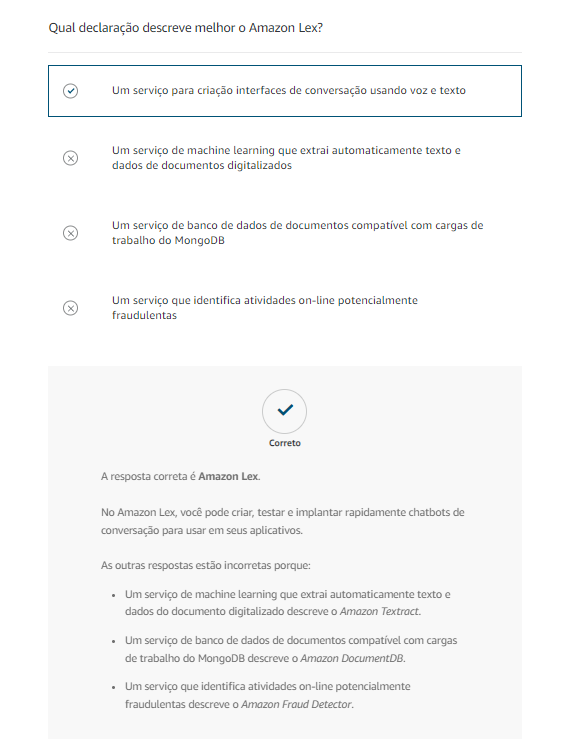 Qual declaração descreve melhor o Amazon Lex?
Um serviço para criação interfaces de conversação usando voz e texto
Um serviço de machine learning que extrai automaticamente texto e
dados de documentos digitalizados
Um serviço de banco de dados de documentos compatível com cargas de
trabalho do MongoDB
Um serviço que identifica atividades on-line potencialmente
fraudulentas
Correto
A resposta correta é Amazon Lex.
No Amazon Lex, você pode criar, testar e implantar rapidamente chatbots de
conversação para usar em seus aplicativos.
As outras respostas estão incorretas porque:
• Um serviço de machine learning que extrai automaticamente texto e
dados do documento digitalizado descreve o Amazon Textract.
• Um serviço de banco de dados de documentos compatível com cargas
de trabalho do MongoDB descreve o Amazon DocumentDB.
• Um serviço que identifica atividades on-line potencialmente
fraudulentas descreve o Amazon Fraud Detector.